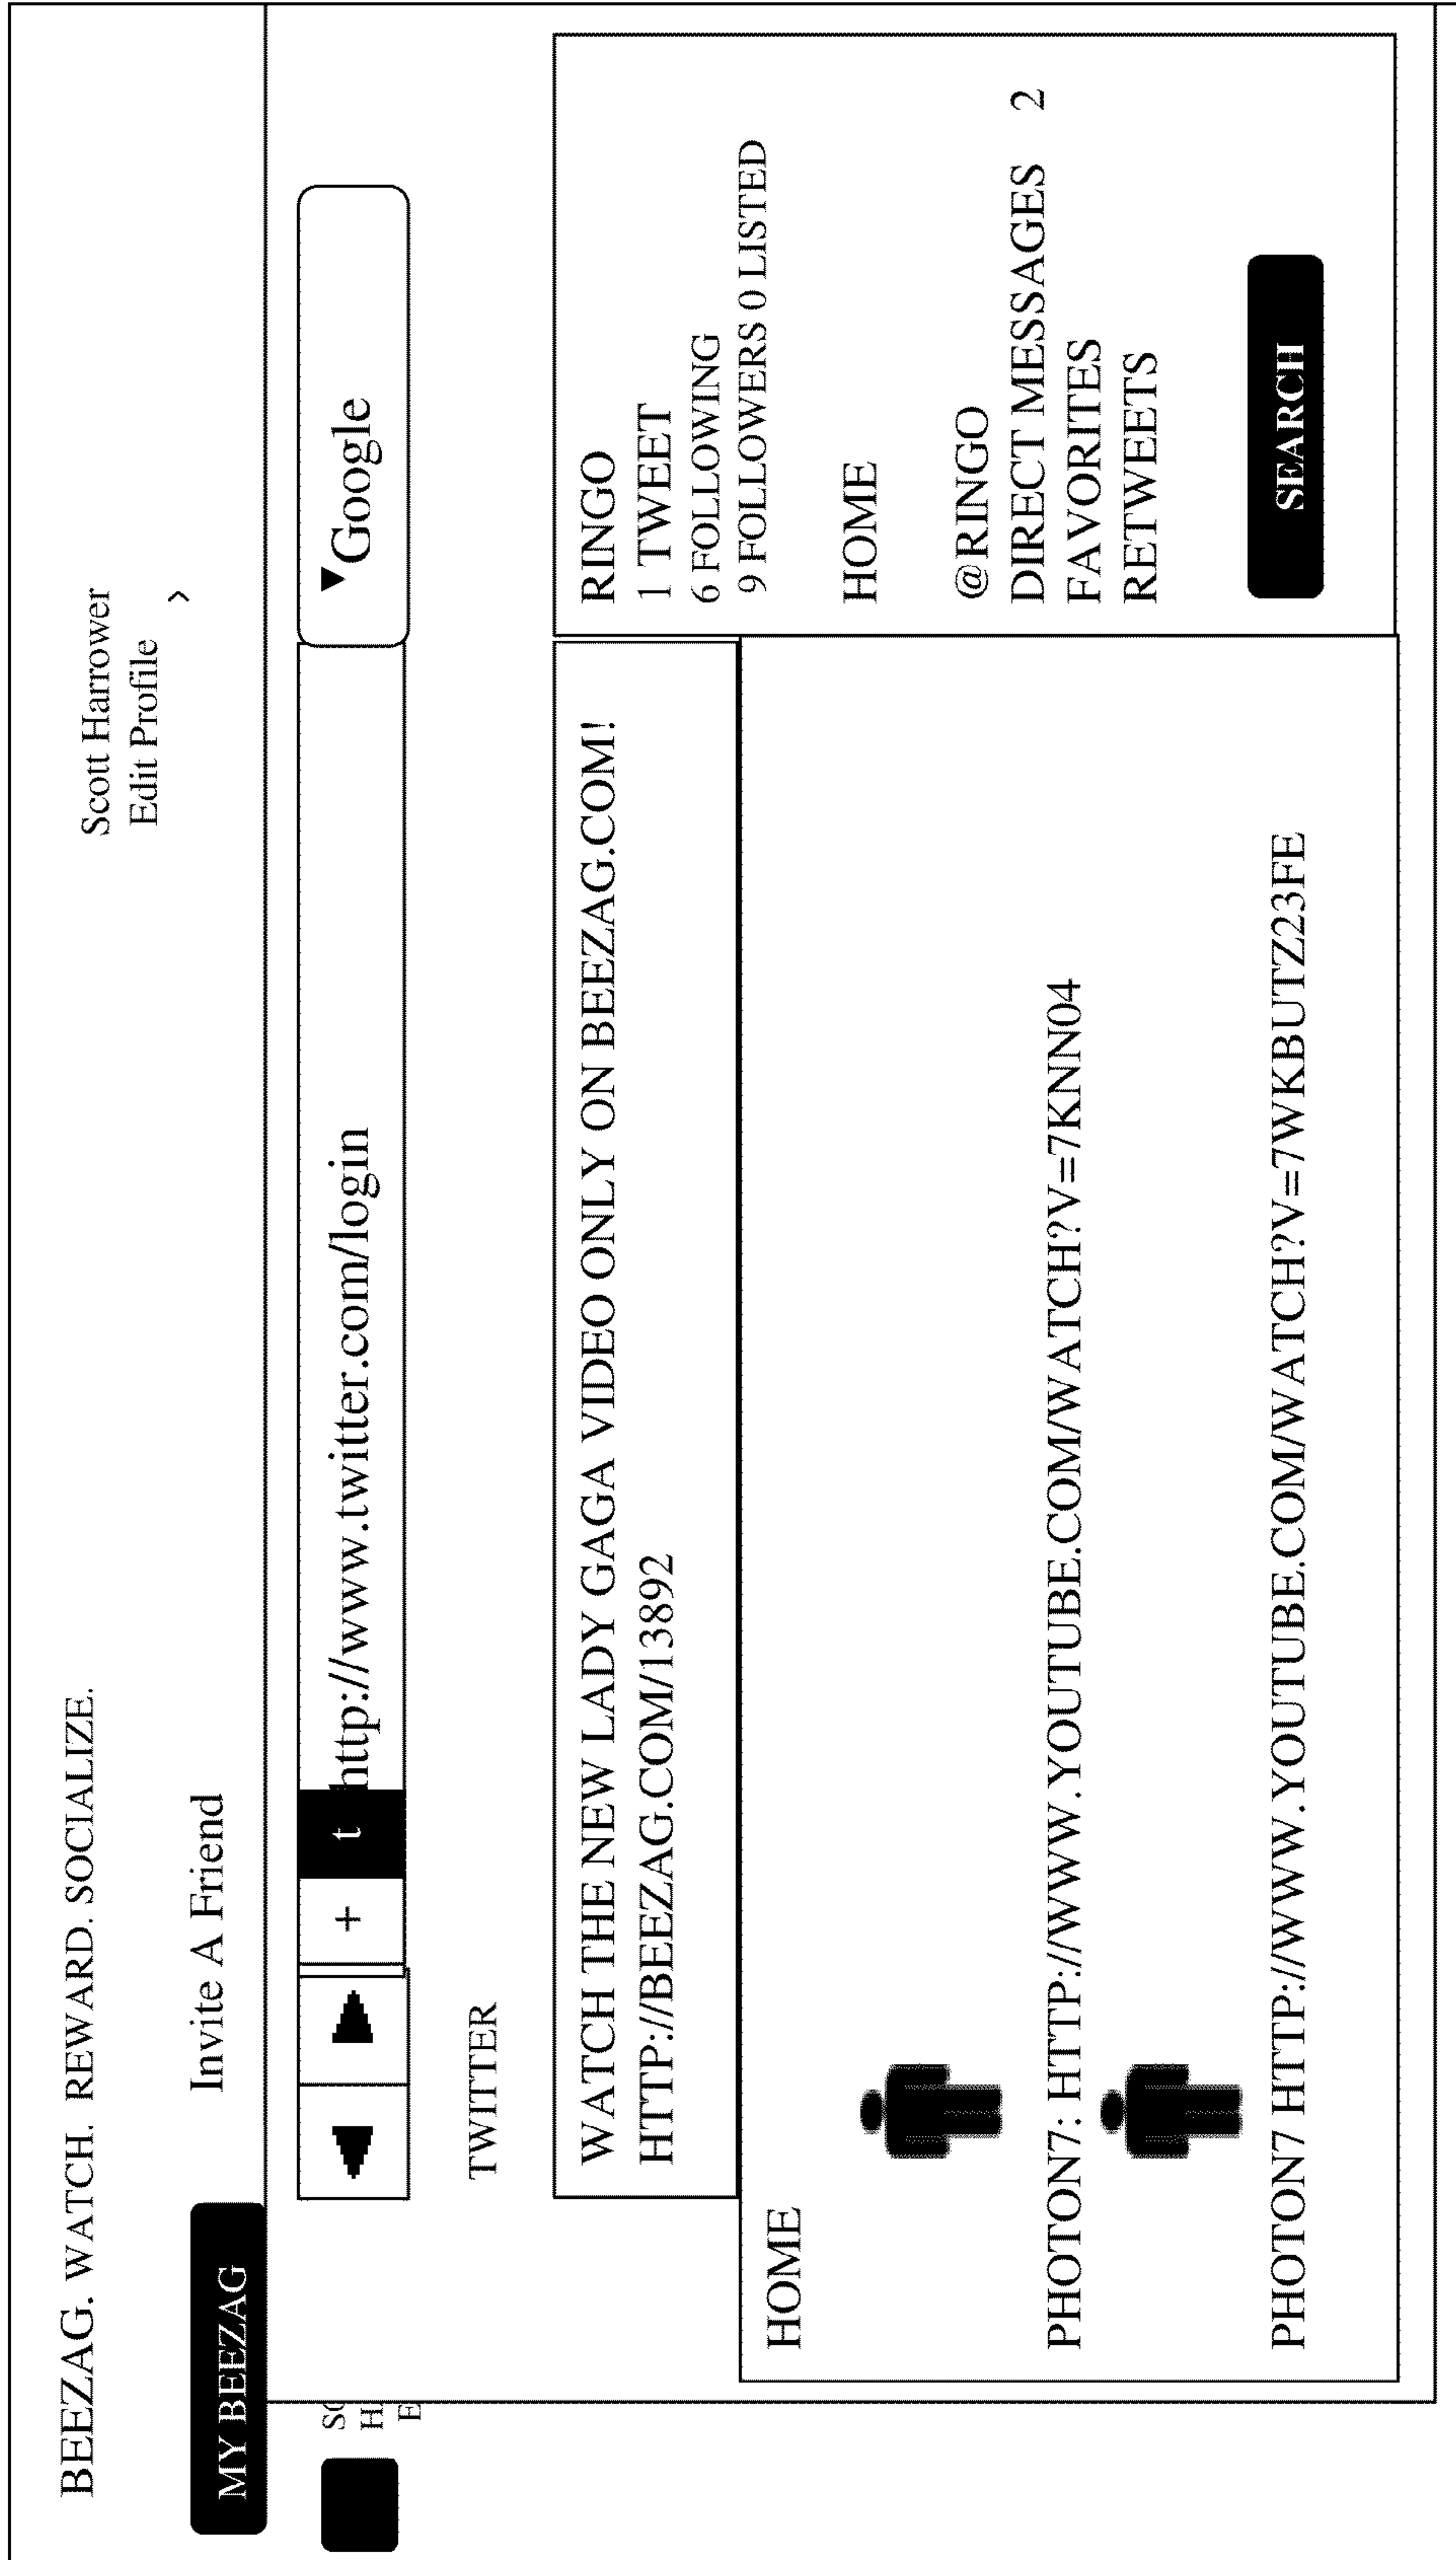 BEEZAG. WATCH. REWARD. SOCIALIZE.
Scott Harrower
Edit Profile
>
MY BEEZAG
Invite A Friend
+
t
http://www.twitter.com/login
Google
SC
H
E
TWITTER
WATCH THE NEW LADY GAGA VIDEO ONLY ON BEEZAG.COM!
HTTP://BEEZAG.COM/13892
HOME
PHOTON7: HTTP://WWW.YOUTUBE.COM/WATCH?V=7KNN04
PHOTON7 HTTP://WWW.YOUTUBE.COM/WATCH?V=7WKBUTZ23FE
RINGO
1 TWEET
6 FOLLOWING
9 FOLLOWERS 0 LISTED
HOME
@RINGO
DIRECT MESSAGES 2
FAVORITES
RETWEETS
SEARCH